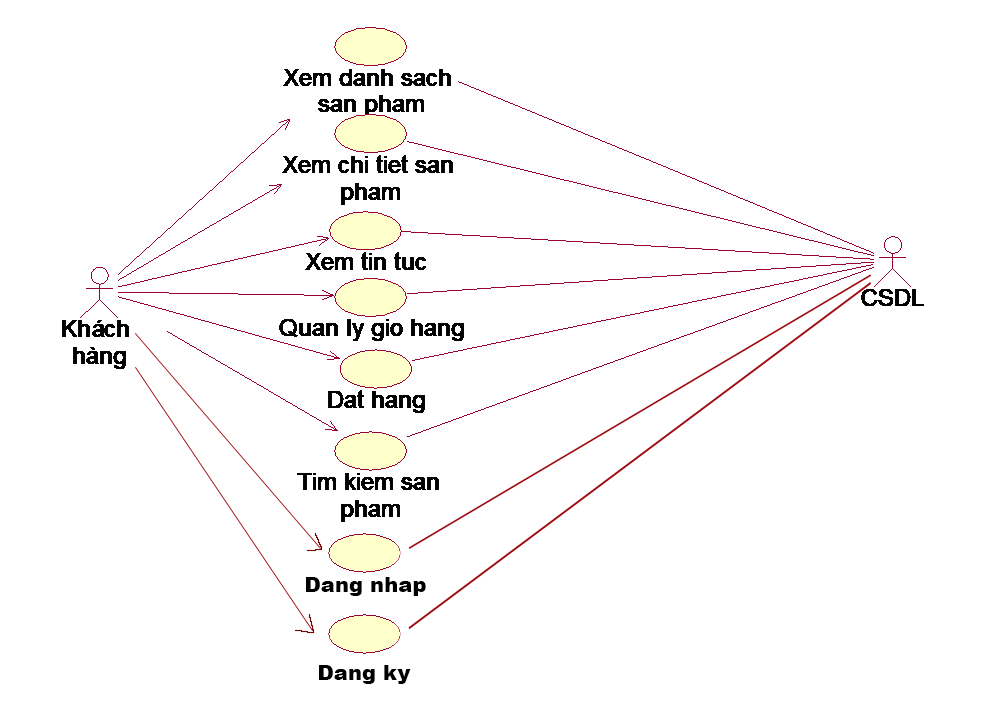 Xem danh sach
san pham
Xem chi tiet san
pham
Xem tin tuc
Quan ly gio hang
Dat hang
Tim kiem san
pham
Dang nhap
Dang ky
Khách
hàng
CSDL